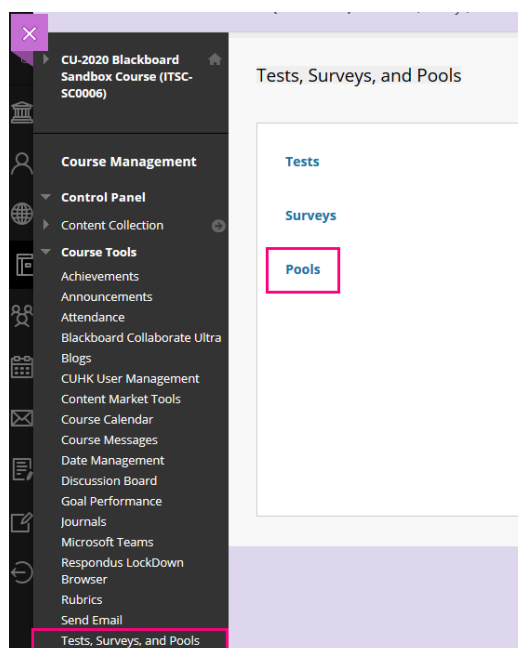 CU-2020 Blackboard
Sandbox Course (ITSC-
SC0006)
Course Management
Control Panel
Content Collection
Course Tools
Achievements
Announcements
Attendance
Blackboard Collaborate Ultra
Blogs
CUHK User Management
Content Market Tools
Course Calendar
Course Messages
Date Management
Discussion Board
Goal Performance
Journals
Microsoft Teams
Respondus LockDown
Browser
Rubrics
Send Email
Tests, Surveys, and Pools
Tests, Surveys, and Pools
Tests
Surveys
Pools